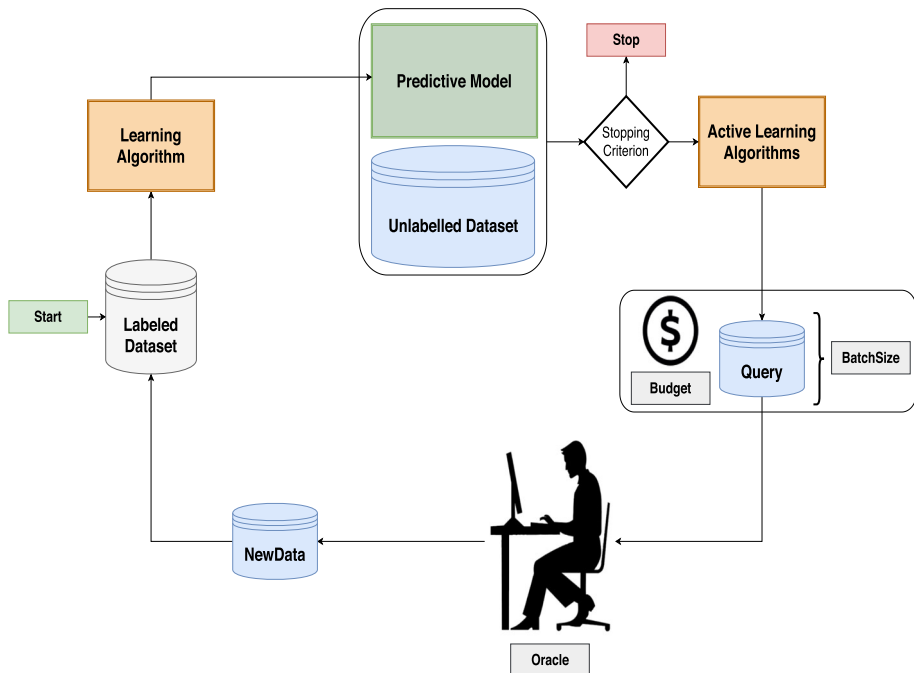 Stop
Predictive Model
Learning
Algorithm
Stopping
Criterion
Active Learning
Algorithms
Unlabelled Dataset
Start
Labeled
Dataset
$
Query
BatchSize
Budget
NewData
Oracle